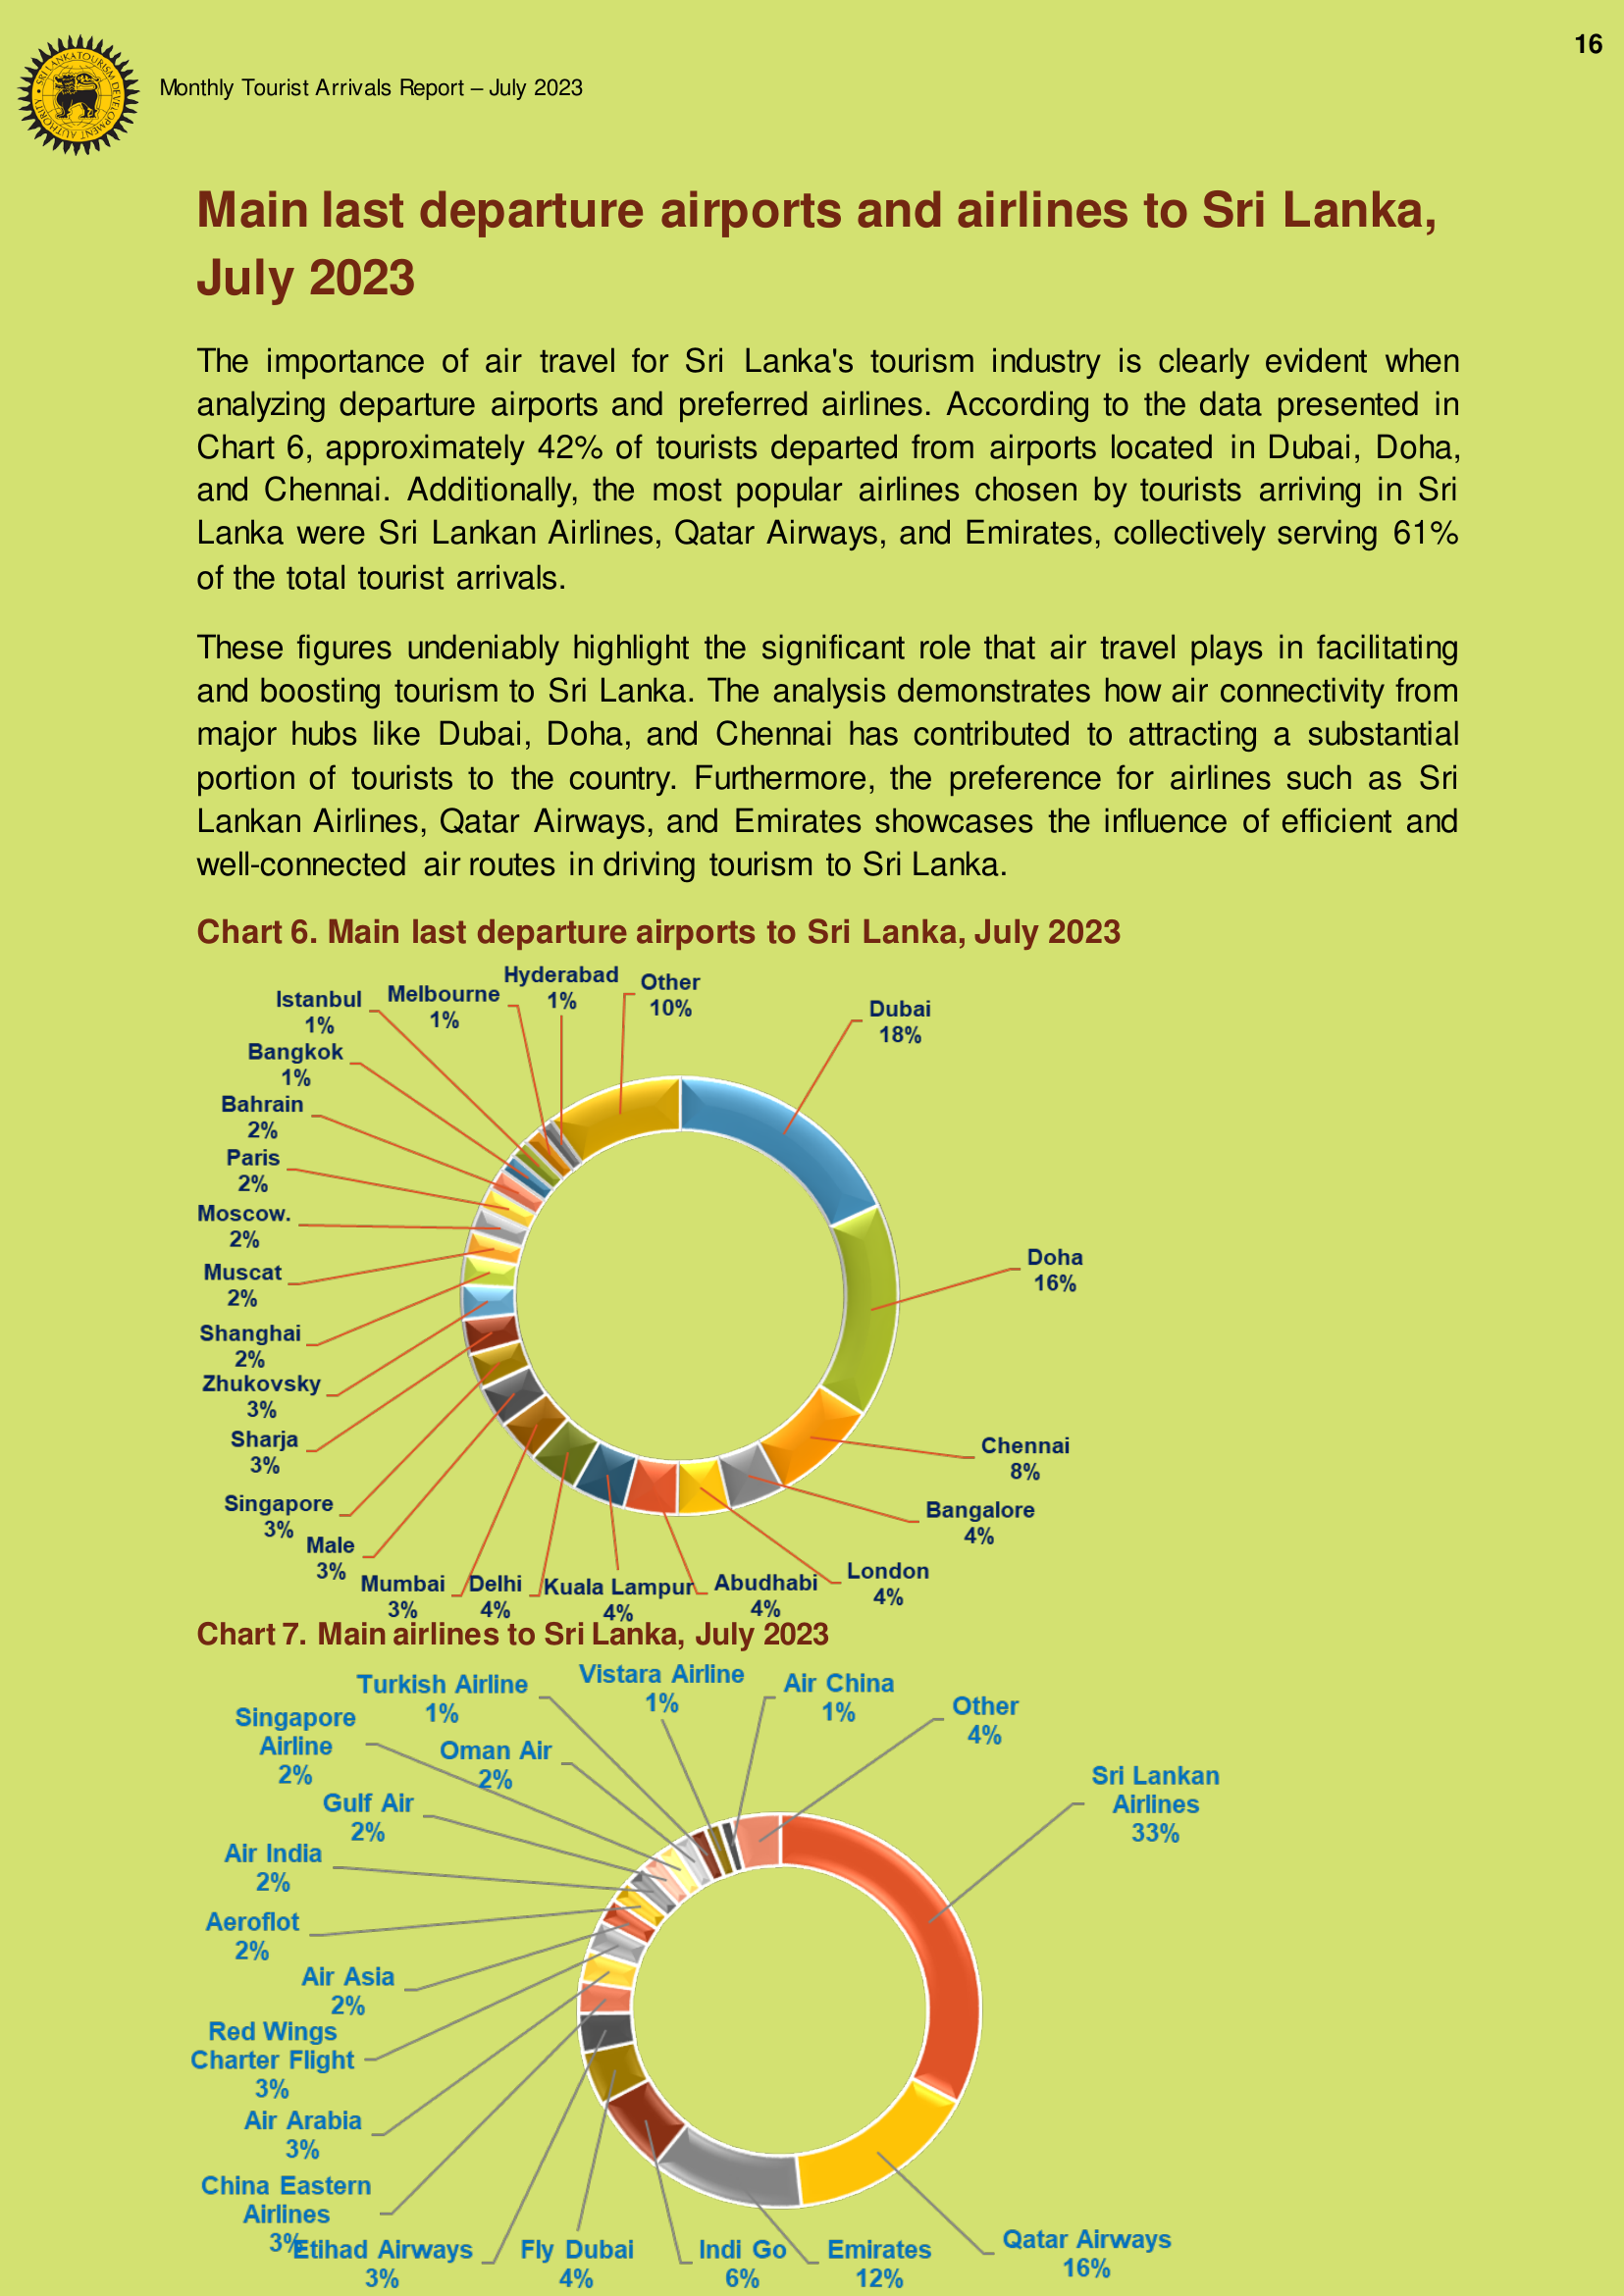 16
SRI LANKA TOURISM DEVELOPMENT AUTHORITY
Monthly Tourist Arrivals Report – July 2023
Main last departure airports and airlines to Sri Lanka,
July 2023
The importance of air travel for Sri Lanka's tourism industry is clearly evident when
analyzing departure airports and preferred airlines. According to the data presented in
Chart 6, approximately 42% of tourists departed from airports located in Dubai, Doha,
and Chennai. Additionally, the most popular airlines chosen by tourists arriving in Sri
Lanka were Sri Lankan Airlines, Qatar Airways, and Emirates, collectively serving 61%
of the total tourist arrivals.
These figures undeniably highlight the significant role that air travel plays in facilitating
and boosting tourism to Sri Lanka. The analysis demonstrates how air connectivity from
major hubs like Dubai, Doha, and Chennai has contributed to attracting a substantial
portion of tourists to the country. Furthermore, the preference for airlines such as Sri
Lankan Airlines, Qatar Airways, and Emirates showcases the influence of efficient and
well-connected air routes in driving tourism to Sri Lanka.
Chart 6. Main last departure airports to Sri Lanka, July 2023
Dubai
18%
Doha
16%
Chennai
8%
Bangalore
4%
London
4%
Abudhabi
4%
Kuala Lampur
4%
Delhi
4%
Mumbai
3%
Male
3%
Singapore
3%
Sharja
3%
Zhukovsky
3%
Shanghai
2%
Muscat
2%
Moscow.
2%
Paris
2%
Bahrain
2%
Bangkok
1%
Istanbul
1%
Melbourne
1%
Hyderabad
1%
Other
10%
Chart 7. Main airlines to Sri Lanka, July 2023
Sri Lankan
Airlines
33%
Qatar Airways
16%
Emirates
12%
Indi Go
6%
Fly Dubai
4%
Etihad Airways
3%
China Eastern
Airlines
3%
Air Arabia
3%
Red Wings
Charter Flight
3%
Air Asia
2%
Aeroflot
2%
Air India
2%
Gulf Air
2%
Singapore
Airline
2%
Oman Air
2%
Turkish Airline
1%
Vistara Airline
1%
Air China
1%
Other
4%